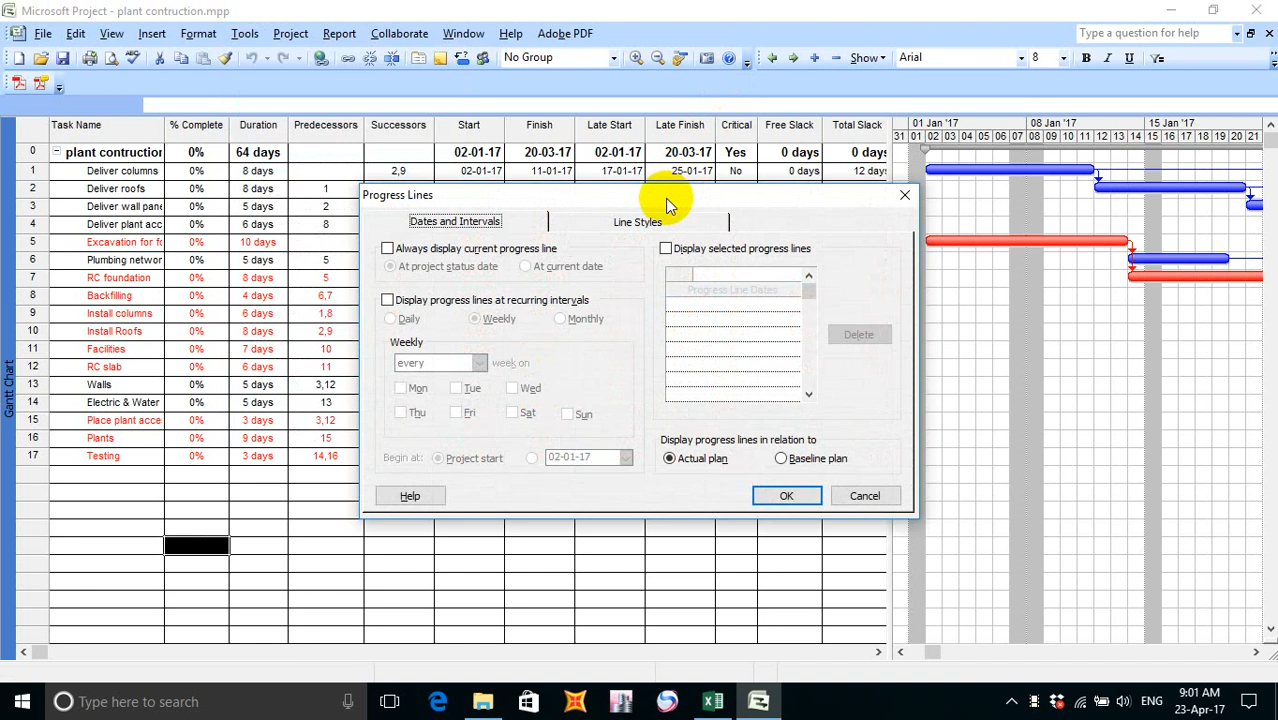 Microsoft Project - plant contruction.mpp
File Edit View Insert Format Tools Project Report Collaborate Window Help Adobe PDF
Type a question for help
No Group Show Arial 8 B I U
Task Name % Complete Duration Predecessors Successors Start Finish Late Start Late Finish Critical Free Slack Total Slack
01 Jan '17 08 Jan '17 15 Jan '17
31 01 02 03 04 05 06 07 08 09 10 11 12 13 14 15 16 17 18 19 20 21
0 plant contruction 0% 64 days 02-01-17 20-03-17 02-01-17 20-03-17 Yes 0 days 0 days
1 Deliver columns 0% 8 days 2,9 02-01-17 11-01-17 17-01-17 25-01-17 No 0 days 12 days
2 Deliver roofs 0% 8 days 1
3 Deliver wall pane 0% 5 days 2
4 Deliver plant acce 0% 6 days 8
5 Excavation for fo 0% 10 days
6 Plumbing networ 0% 6 days 5
7 RC foundation 0% 8 days 5
8 Backfilling 0% 3 days 6,7
9 Install columns 0% 6 days 1,8
10 Install Roofs 0% 8 days 2,9
11 Facilities 0% 7 days 10
12 RC slab 0% 6 days 11
13 Walls 0% 5 days 3,12
14 Electric & Water 0% 5 days 13
15 Place plant acce 0% 7 days 3,12
16 Plants 0% 9 days 15
17 Testing 0% 3 days 14,16
Gantt Chart
Progress Lines
Dates and Intervals Line Styles
Always display current progress line
At project status date At current date
Display progress lines at recurring intervals
Daily Weekly Monthly
Weekly
every week on
Mon Tue Wed
Thu Fri Sat Sun
Begin at: Project start 02-01-17
Display selected progress lines
Progress Line Dates
Delete
Display progress lines in relation to
Actual plan Baseline plan
Help OK Cancel
Type here to search
ENG
9:01 AM
23-Apr-17